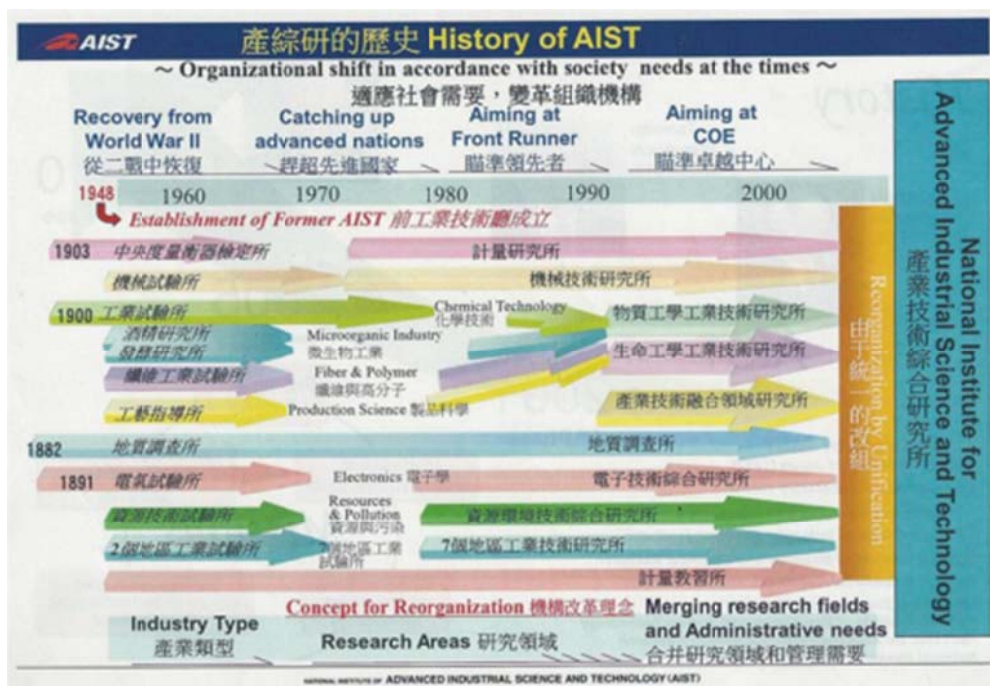 AIST
產綜研的歷史 History of AIST
～ Organizational shift in accordance with society needs at the times ～
適應社會需要，變革組織機構
Recovery from
World War II
從二戰中恢復
Catching up
advanced nations
趕超先進國家
Aiming at
Front Runner
瞄準領先者
Aiming at
COE
瞄準卓越中心
1948 1960 1970 1980 1990 2000
Establishment of Former AIST 前工業技術廳成立
1903 中央度量衡器檢定所
計量研究所
機械試驗所
機械技術研究所
1900 工業試驗所
Chemical Technology
化學技術
物質工學工業技術研究所
酒精研究所
發酵研究所
Microorganic Industry
微生物工業
生命工學工業技術研究所
纖維工業試驗所
Fiber & Polymer
纖維與高分子
工藝指導所
Production Science 製品科學
產業技術融合領域研究所
1882 地質調查所
地質調查所
1891 電氣試驗所
Electronics 電子學
電子技術綜合研究所
資源技術試驗所
Resources
& Pollution
資源與污染
資源環境技術綜合研究所
2個地區工業試驗所
7個地區工業
試驗所
7個地區工業技術研究所
計量教習所
Reorganization by Unification
由于統一的改組
National Institute for
Advanced Industrial Science and Technology
產業技術綜合研究所
Concept for Reorganization 機構改革理念
Industry Type
產業類型
Research Areas 研究領域
Merging research fields
and Administrative needs
合并研究領域和管理需要
NATIONAL INSTITUTE OF ADVANCED INDUSTRIAL SCIENCE AND TECHNOLOGY (AIST)